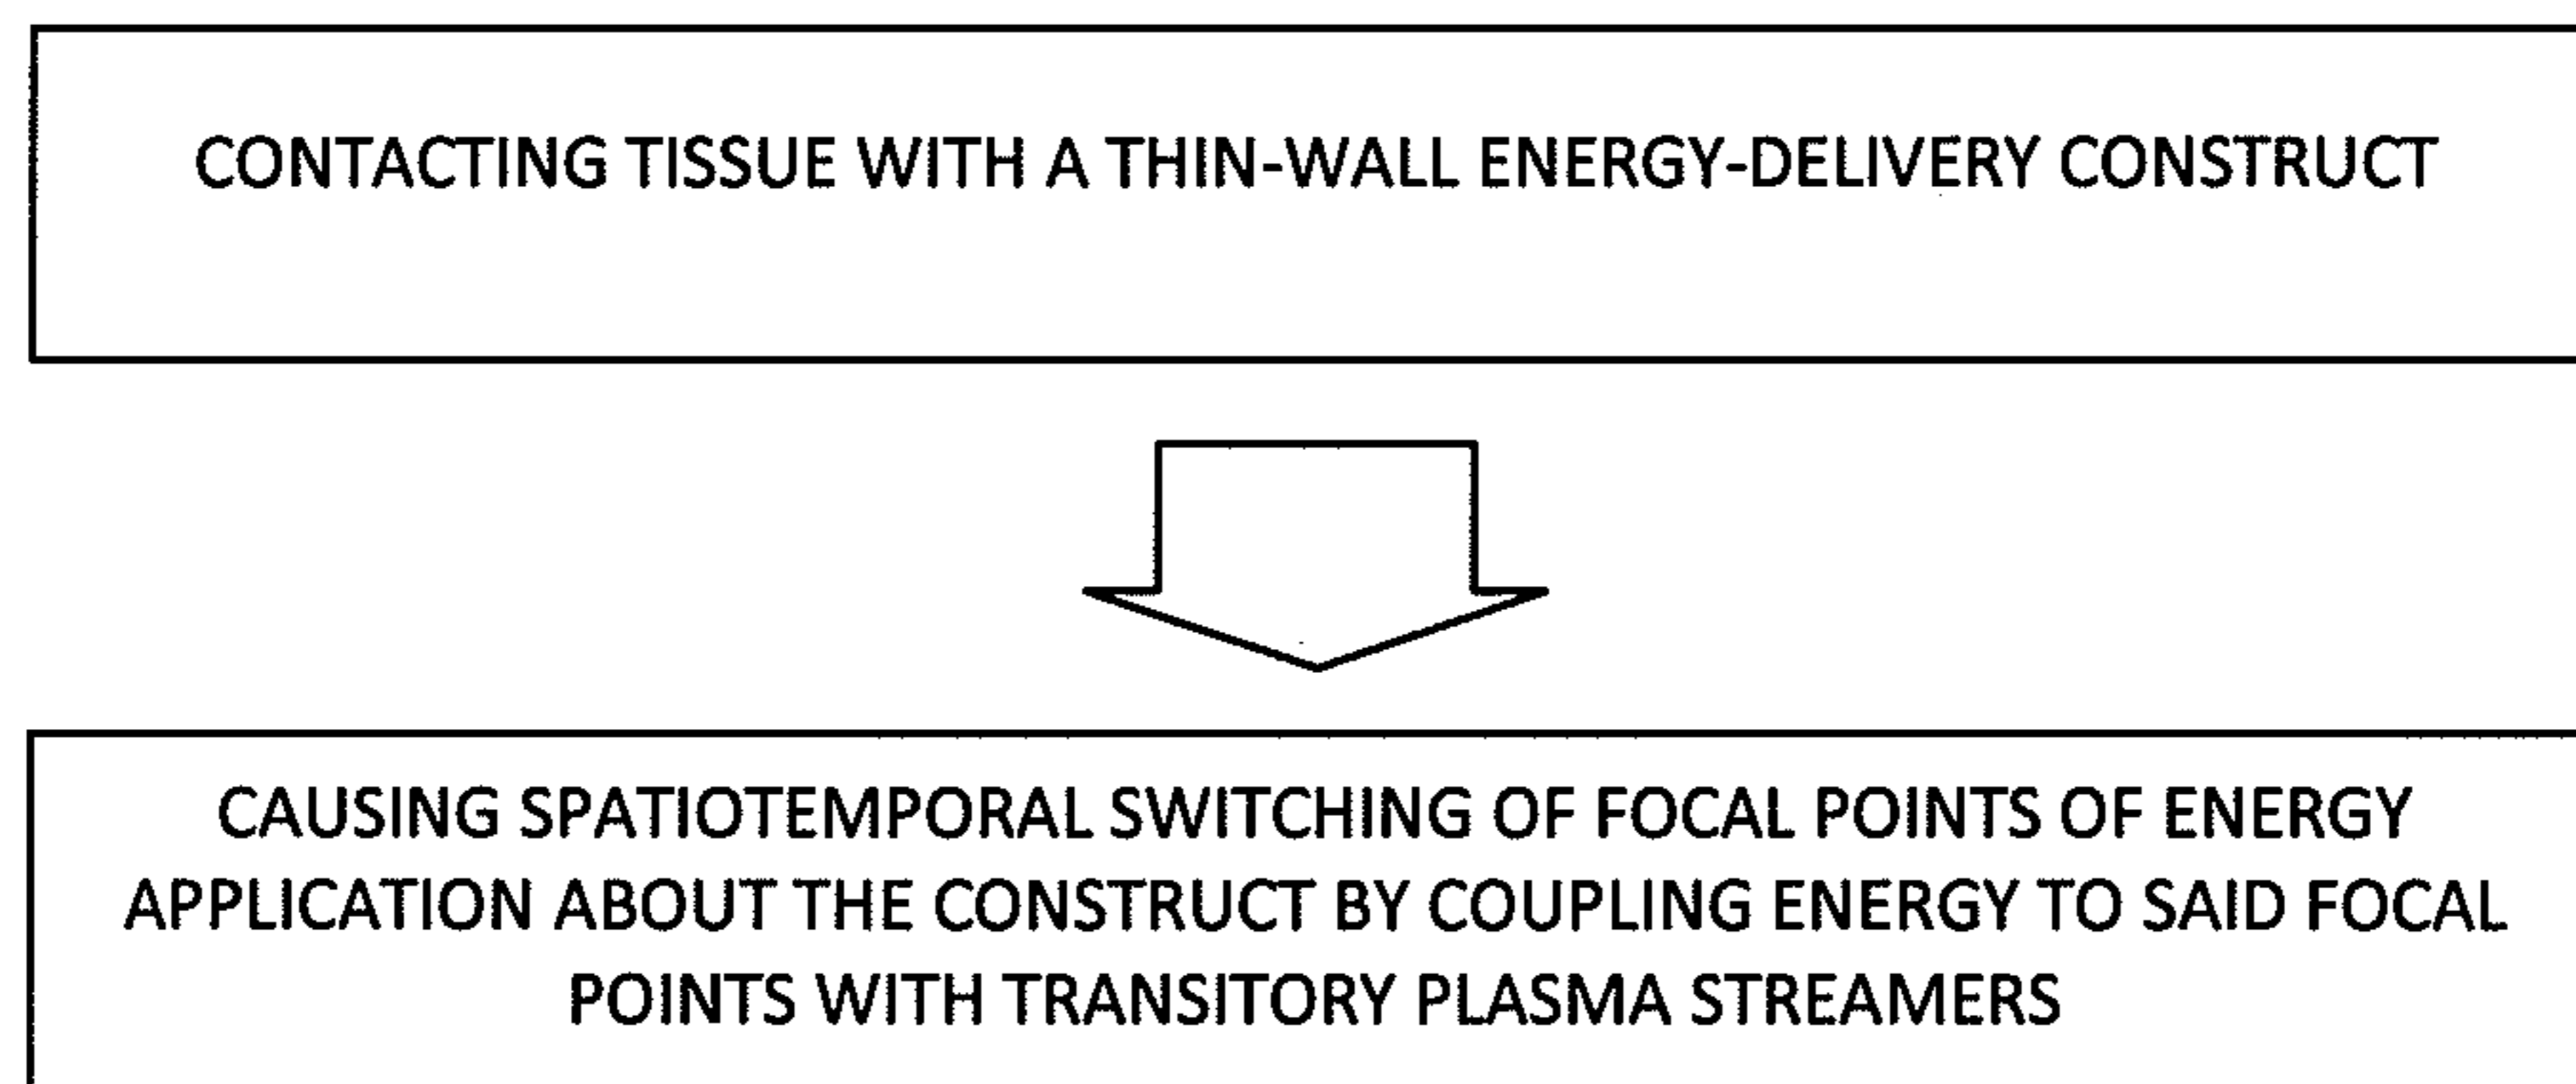 CONTACTING TISSUE WITH A THIN-WALL ENERGY-DELIVERY CONSTRUCT
CAUSING SPATIOTEMPORAL SWITCHING OF FOCAL POINTS OF ENERGY
APPLICATION ABOUT THE CONSTRUCT BY COUPLING ENERGY TO SAID FOCAL
POINTS WITH TRANSITORY PLASMA STREAMERS